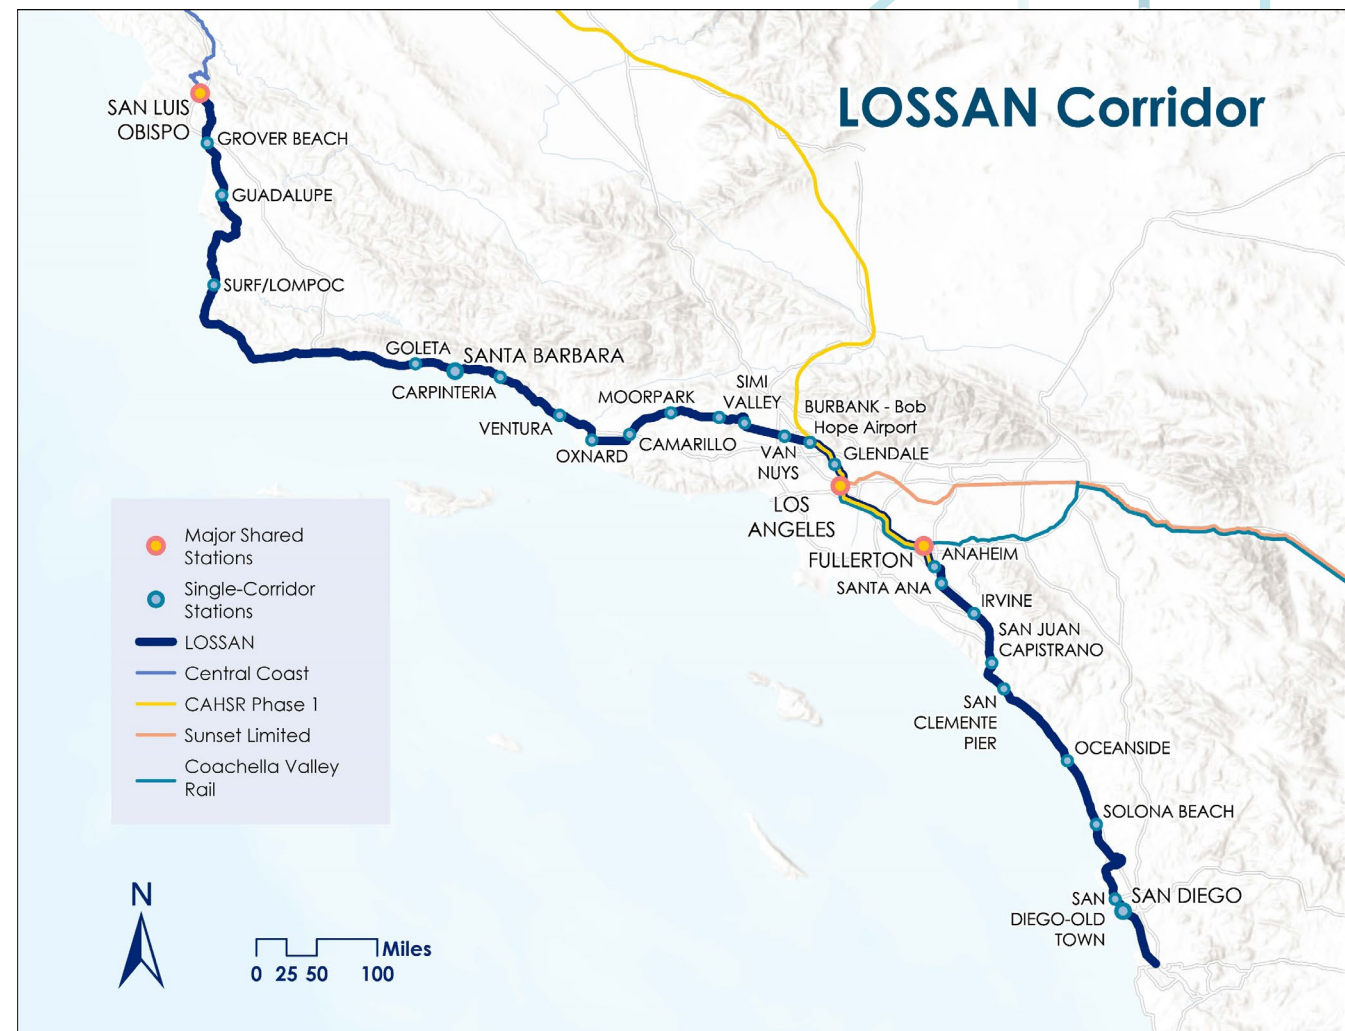 LOSSAN Corridor
SAN LUIS
OBISPO
GROVER BEACH
GUADALUPE
SURF/LOMPOC
GOLETA
SANTA BARBARA
CARPINTERIA
VENTURA
OXNARD
CAMARILLO
MOORPARK
SIMI
VALLEY
VAN
NUYS
BURBANK - Bob
Hope Airport
GLENDALE
LOS
ANGELES
FULLERTON
ANAHEIM
SANTA ANA
IRVINE
SAN JUAN
CAPISTRANO
SAN
CLEMENTE
PIER
OCEANSIDE
SOLONA BEACH
SAN
DIEGO-OLD
TOWN
SAN DIEGO
Major Shared
Stations
Single-Corridor
Stations
LOSSAN
Central Coast
CAHSR Phase 1
Sunset Limited
Coachella Valley
Rail
N
Miles
0 25 50 100